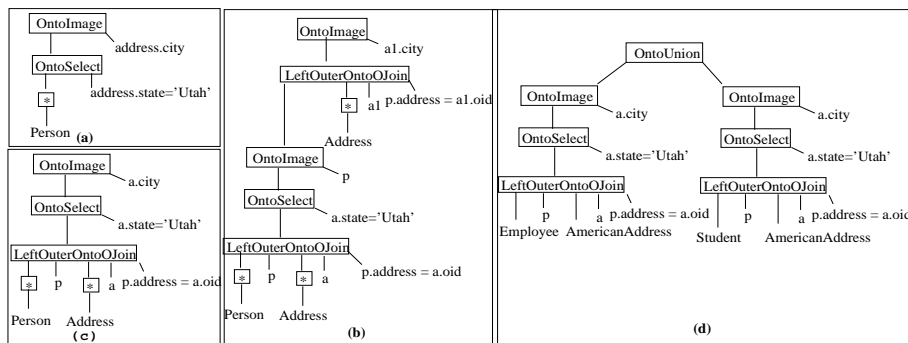 OntoImage
address.city
OntoSelect
*
address.state='Utah'
Person
(a)
OntoImage
a1.city
LeftOuterOntoOJoin
*
a1
p.address = a1.oid
Address
OntoImage
p
OntoSelect
a.state='Utah'
LeftOuterOntoOJoin
*
p
*
a
p.address = a.oid
Person
Address
(b)
OntoImage
a.city
OntoSelect
a.state='Utah'
LeftOuterOntoOJoin
*
p
*
a
p.address = a.oid
Person
Address
(c)
OntoUnion
OntoImage
a.city
OntoSelect
a.state='Utah'
LeftOuterOntoOJoin
p
a
p.address = a.oid
Employee
AmericanAddress
OntoImage
a.city
OntoSelect
a.state='Utah'
LeftOuterOntoOJoin
p
a
p.address = a.oid
Student
AmericanAddress
(d)